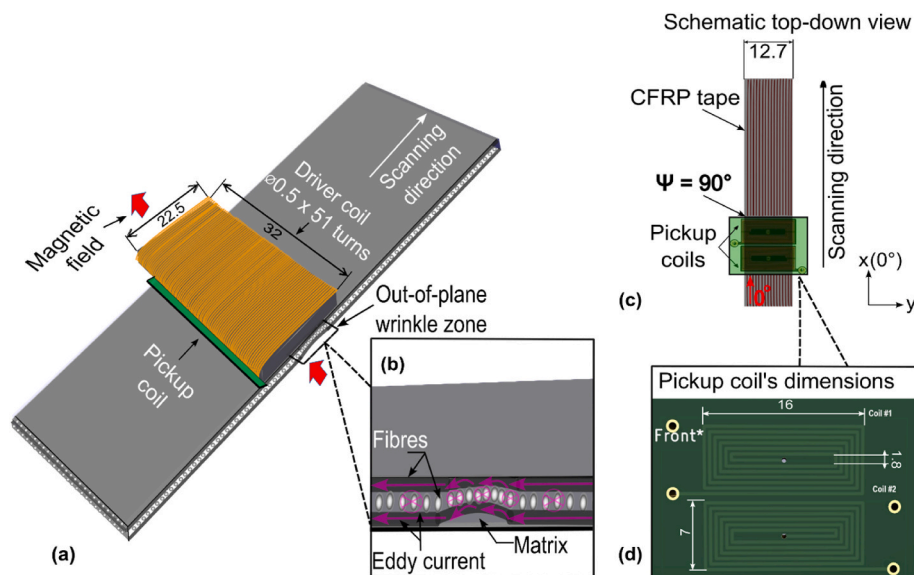 Scanning
direction
Driver coil
⌀0.5 x 51
turns
22.5
32
Magnetic
field
Out-of-plane
wrinkle zone
Pickup
coil
(a)
(b)
Fibres
Eddy current
Matrix
Schematic top-down view
12.7
CFRP tape
Ψ = 90°
Pickup
coils
Scanning direction
x(0°)
y
0°
(c)
Pickup coil's dimensions
16
Coil #1
Front*
1.8
Coil #2
7
(d)